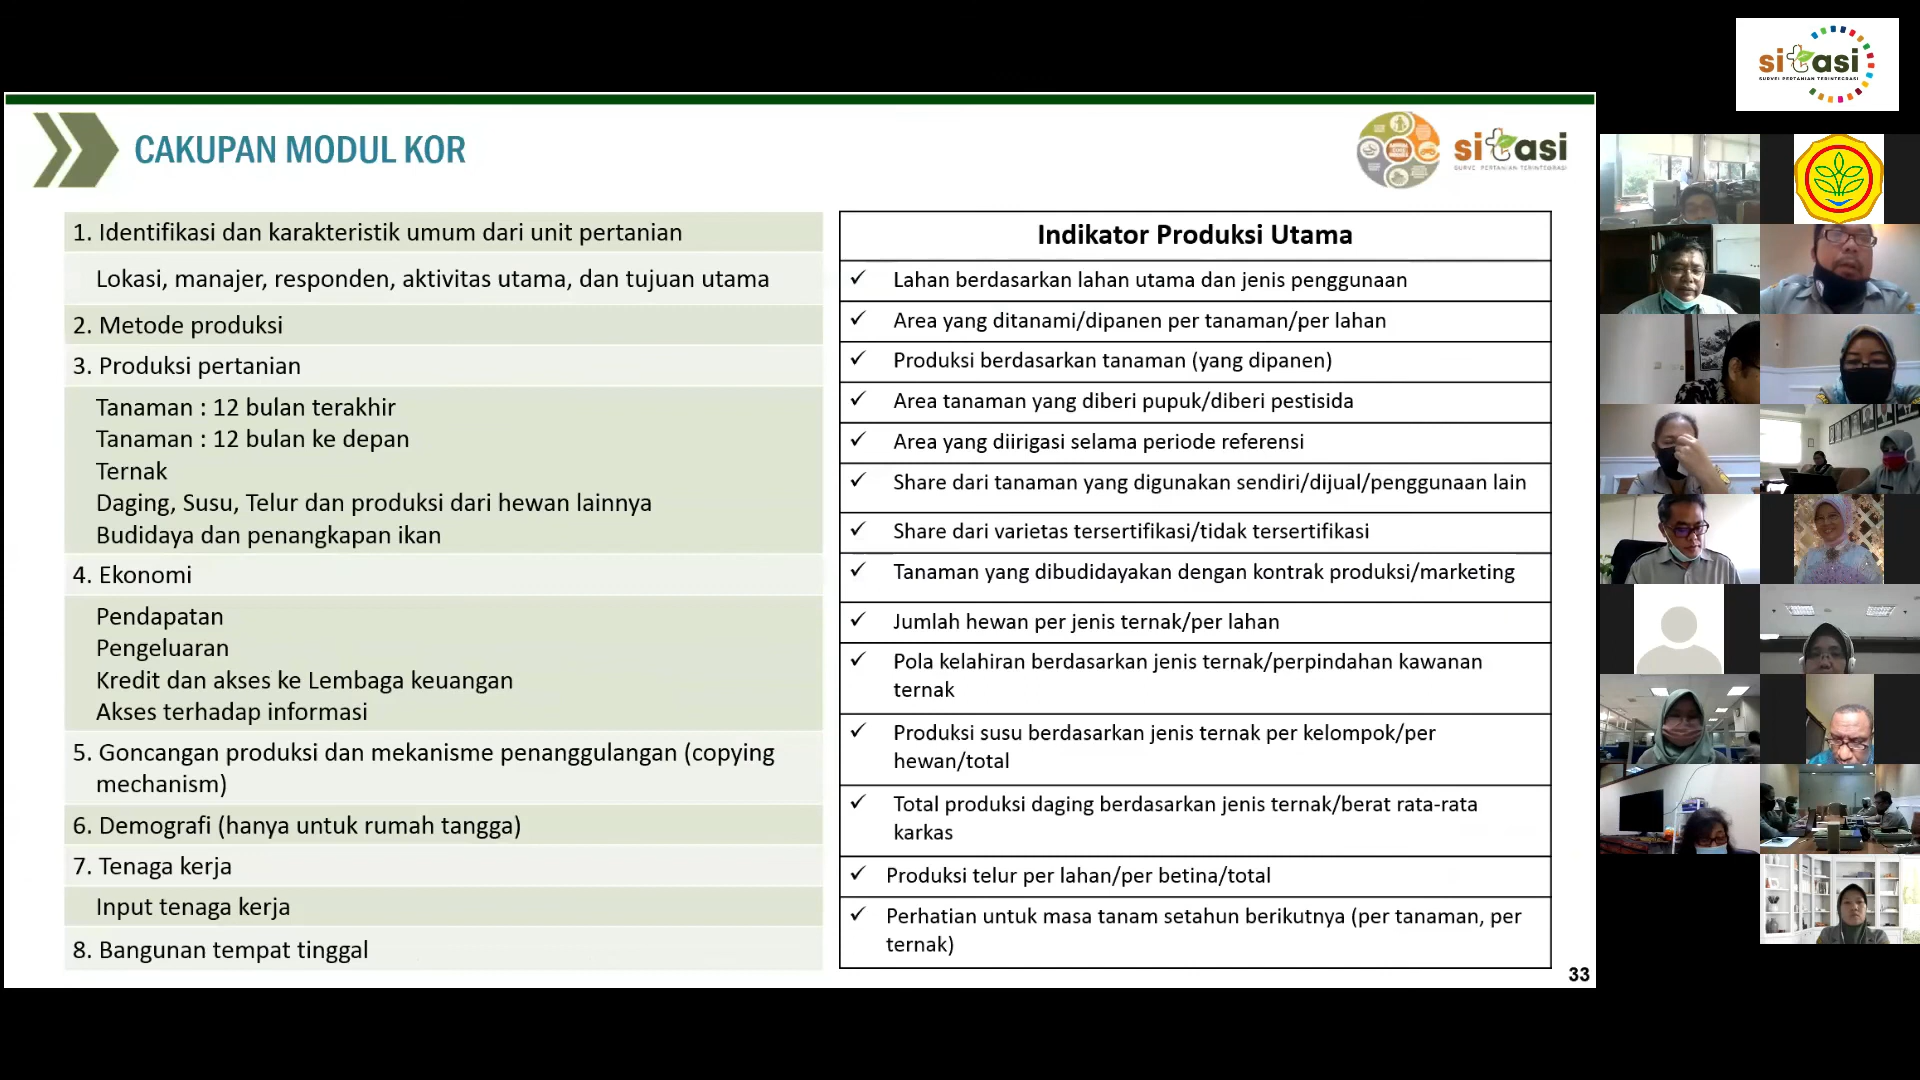 sitasi
SURVEI PERTANIAN TERINTEGRASI
CAKUPAN MODUL KOR
sitasi
SURVEI PERTANIAN TERINTEGRASI
1. Identifikasi dan karakteristik umum dari unit pertanian
Lokasi, manajer, responden, aktivitas utama, dan tujuan utama
2. Metode produksi
3. Produksi pertanian
Tanaman : 12 bulan terakhir
Tanaman : 12 bulan ke depan
Ternak
Daging, Susu, Telur dan produksi dari hewan lainnya
Budidaya dan penangkapan ikan
4. Ekonomi
Pendapatan
Pengeluaran
Kredit dan akses ke Lembaga keuangan
Akses terhadap informasi
5. Goncangan produksi dan mekanisme penanggulangan (copying
mechanism)
6. Demografi (hanya untuk rumah tangga)
7. Tenaga kerja
Input tenaga kerja
8. Bangunan tempat tinggal
Indikator Produksi Utama
✓ Lahan berdasarkan lahan utama dan jenis penggunaan
✓ Area yang ditanami/dipanen per tanaman/per lahan
✓ Produksi berdasarkan tanaman (yang dipanen)
✓ Area tanaman yang diberi pupuk/diberi pestisida
✓ Area yang diirigasi selama periode referensi
✓ Share dari tanaman yang digunakan sendiri/dijual/penggunaan lain
✓ Share dari varietas tersertifikasi/tidak tersertifikasi
✓ Tanaman yang dibudidayakan dengan kontrak produksi/marketing
✓ Jumlah hewan per jenis ternak/per lahan
✓ Pola kelahiran berdasarkan jenis ternak/perpindahan kawanan
ternak
✓ Produksi susu berdasarkan jenis ternak per kelompok/per
hewan/total
✓ Total produksi daging berdasarkan jenis ternak/berat rata-rata
karkas
✓ Produksi telur per lahan/per betina/total
✓ Perhatian untuk masa tanam setahun berikutnya (per tanaman, per
ternak)
33